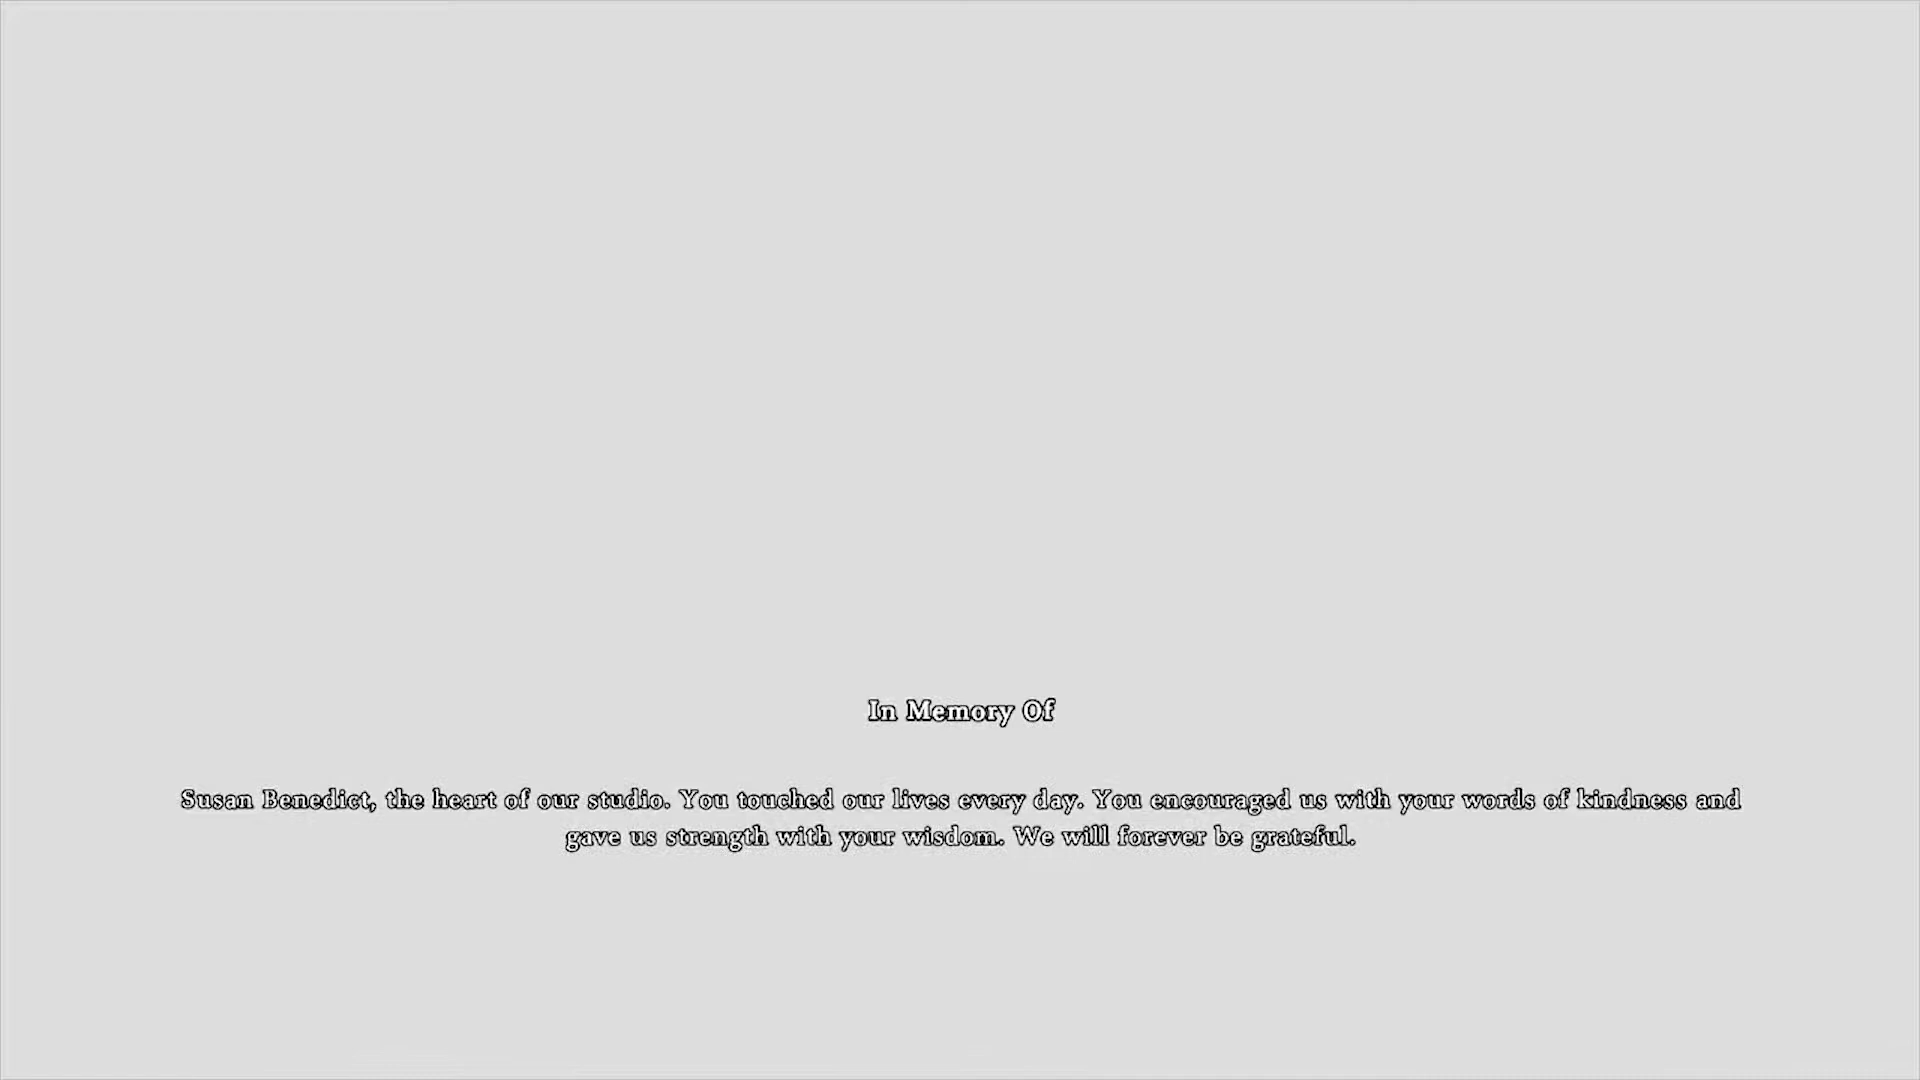 In Memory Of
Susan Benedict, the heart of our studio. You touched our lives every day. You encouraged us with your words of kindness and
gave us strength with your wisdom. We will forever be grateful.